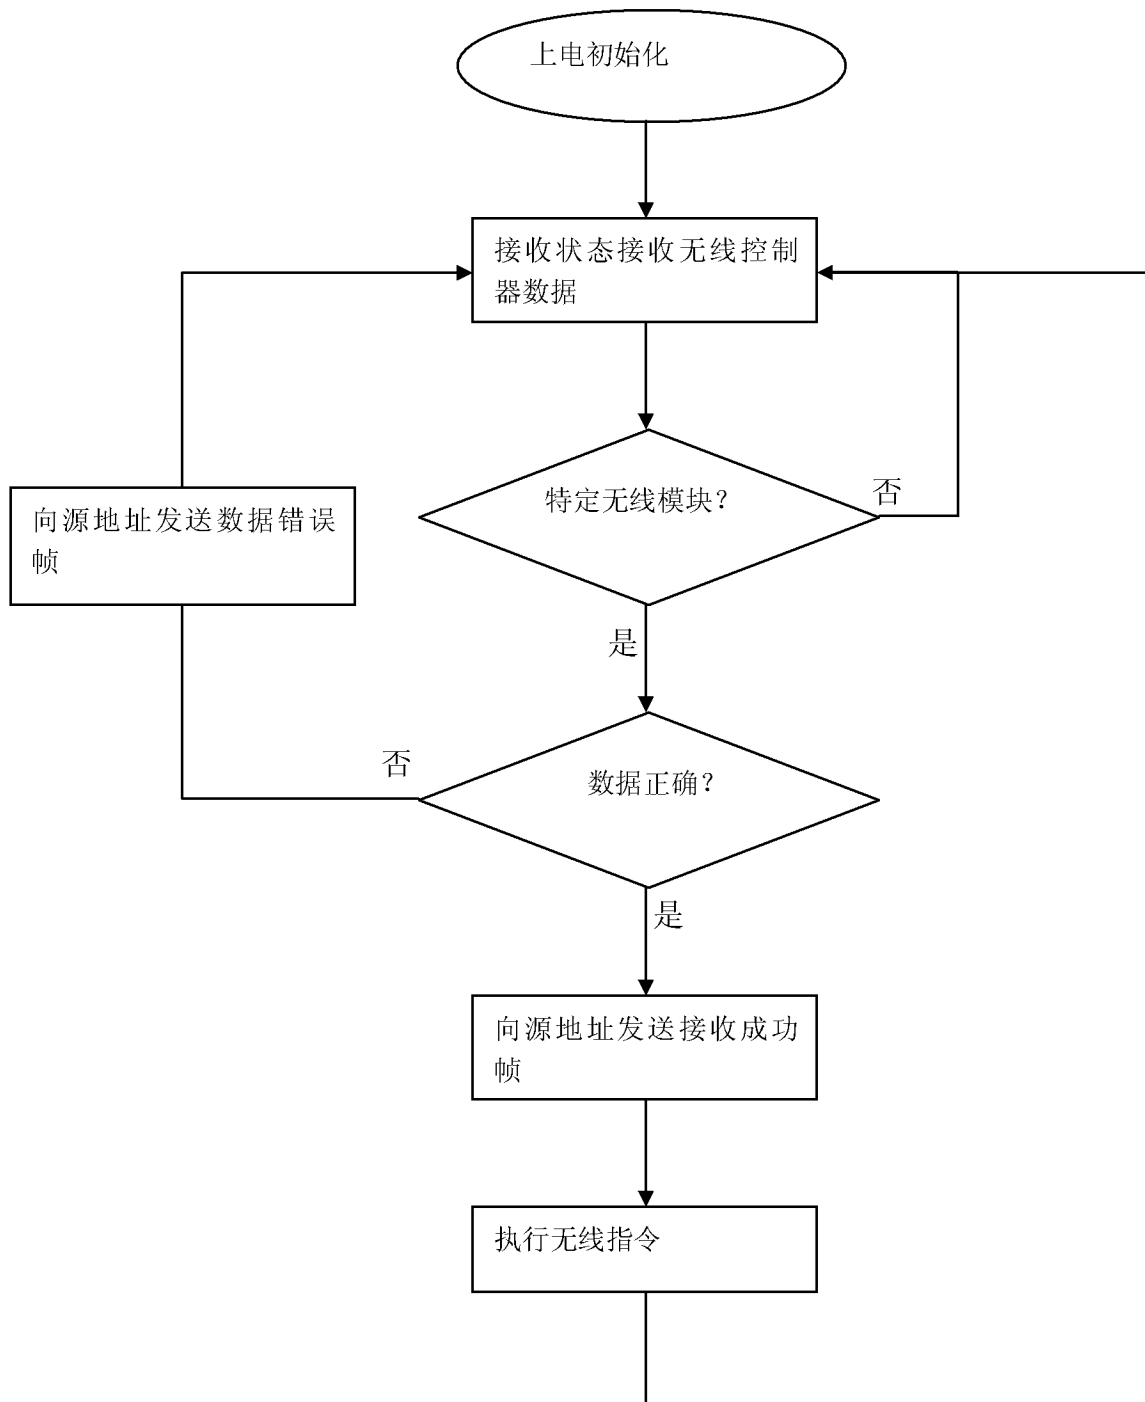 上电初始化
接收状态接收无线控制
器数据
特定无线模块？
否
向源地址发送数据错误
帧
是
否
数据正确？
是
向源地址发送接收成功
帧
执行无线指令